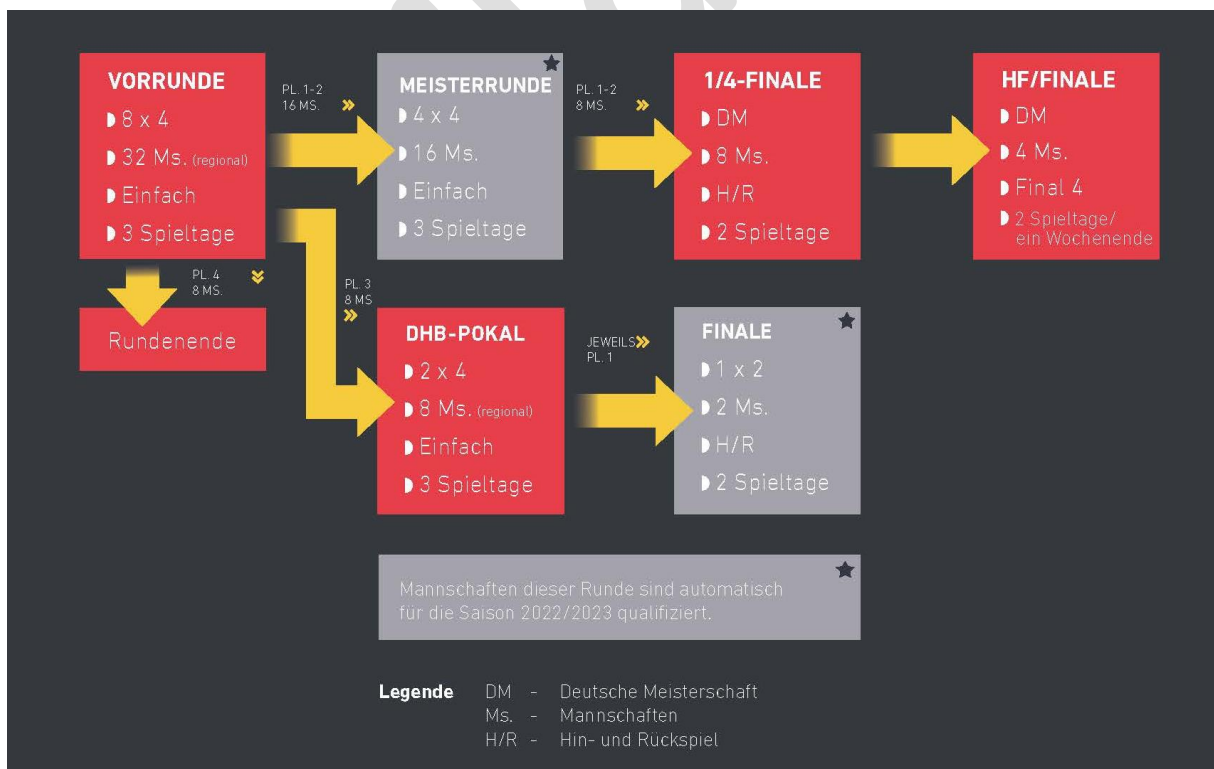 VORRUNDE
8 x 4
32 Ms. (regional)
Einfach
3 Spieltage
PL. 1-2
16 MS.
MEISTERRUNDE
4 x 4
16 Ms.
Einfach
3 Spieltage
PL. 1-2
8 MS.
1/4-FINALE
DM
8 Ms.
H/R
2 Spieltage
HF/FINALE
DM
4 Ms.
Final 4
2 Spieltage/
ein Wochenende
PL. 4
8 MS.
Rundenende
PL. 3
8 MS
DHB-POKAL
2 x 4
8 Ms. (regional)
Einfach
3 Spieltage
JEWEILS
PL. 1
FINALE
1 x 2
2 Ms.
H/R
2 Spieltage
Mannschaften dieser Runde sind automatisch
für die Saison 2022/2023 qualifiziert.
Legende DM - Deutsche Meisterschaft
Ms. - Mannschaften
H/R - Hin- und Rückspiel